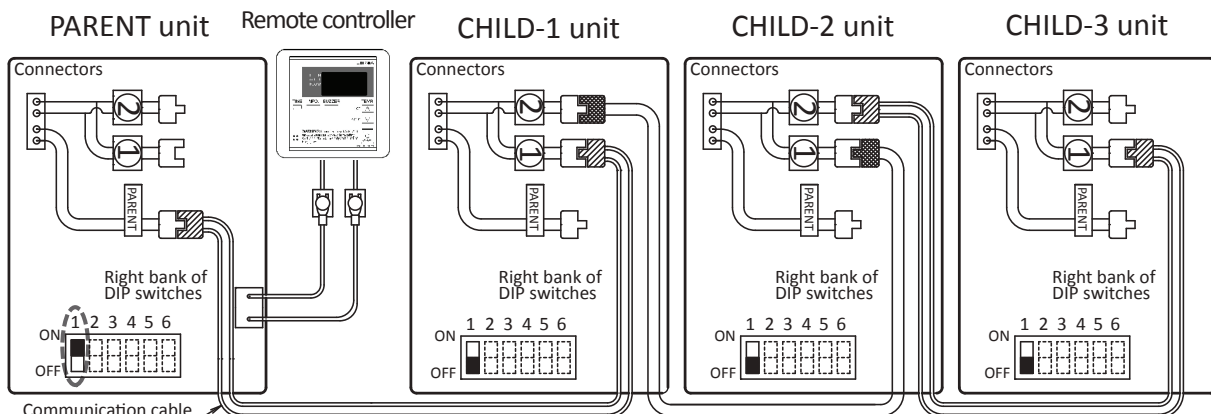 PARENT unit
Remote controller
CHILD-1 unit
CHILD-2 unit
CHILD-3 unit
Connectors
2
1
PARENT
Right bank of
DIP switches
1 2 3 4 5 6
ON
OFF
TIME INFO. BUZZER TEMP.
Connectors
2
1
PARENT
Right bank of
DIP switches
1 2 3 4 5 6
ON
OFF
Connectors
2
1
PARENT
Right bank of
DIP switches
1 2 3 4 5 6
ON
OFF
Connectors
2
1
PARENT
Right bank of
DIP switches
1 2 3 4 5 6
ON
OFF
Communication cable